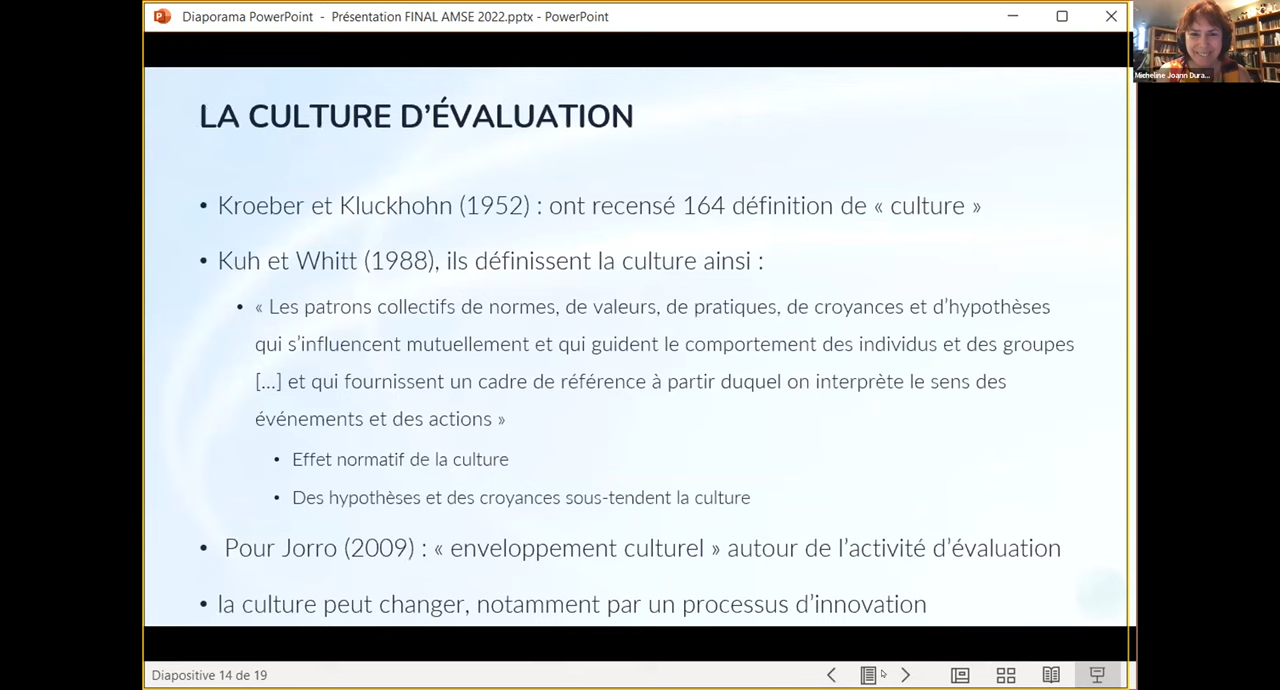 Diaporama PowerPoint - Présentation FINAL AMSE 2022.pptx - PowerPoint
Micheline Joann Dura...
LA CULTURE D'ÉVALUATION
• Kroeber et Kluckhohn (1952) : ont recensé 164 définition de « culture »
• Kuh et Whitt (1988), ils définissent la culture ainsi :
• « Les patrons collectifs de normes, de valeurs, de pratiques, de croyances et d'hypothèses
qui s'influencent mutuellement et qui guident le comportement des individus et des groupes
[...] et qui fournissent un cadre de référence à partir duquel on interprète le sens des
événements et des actions »
• Effet normatif de la culture
• Des hypothèses et des croyances sous-tendent la culture
• Pour Jorro (2009) : « enveloppement culturel » autour de l'activité d'évaluation
• la culture peut changer, notamment par un processus d'innovation
Diapositive 14 de 19